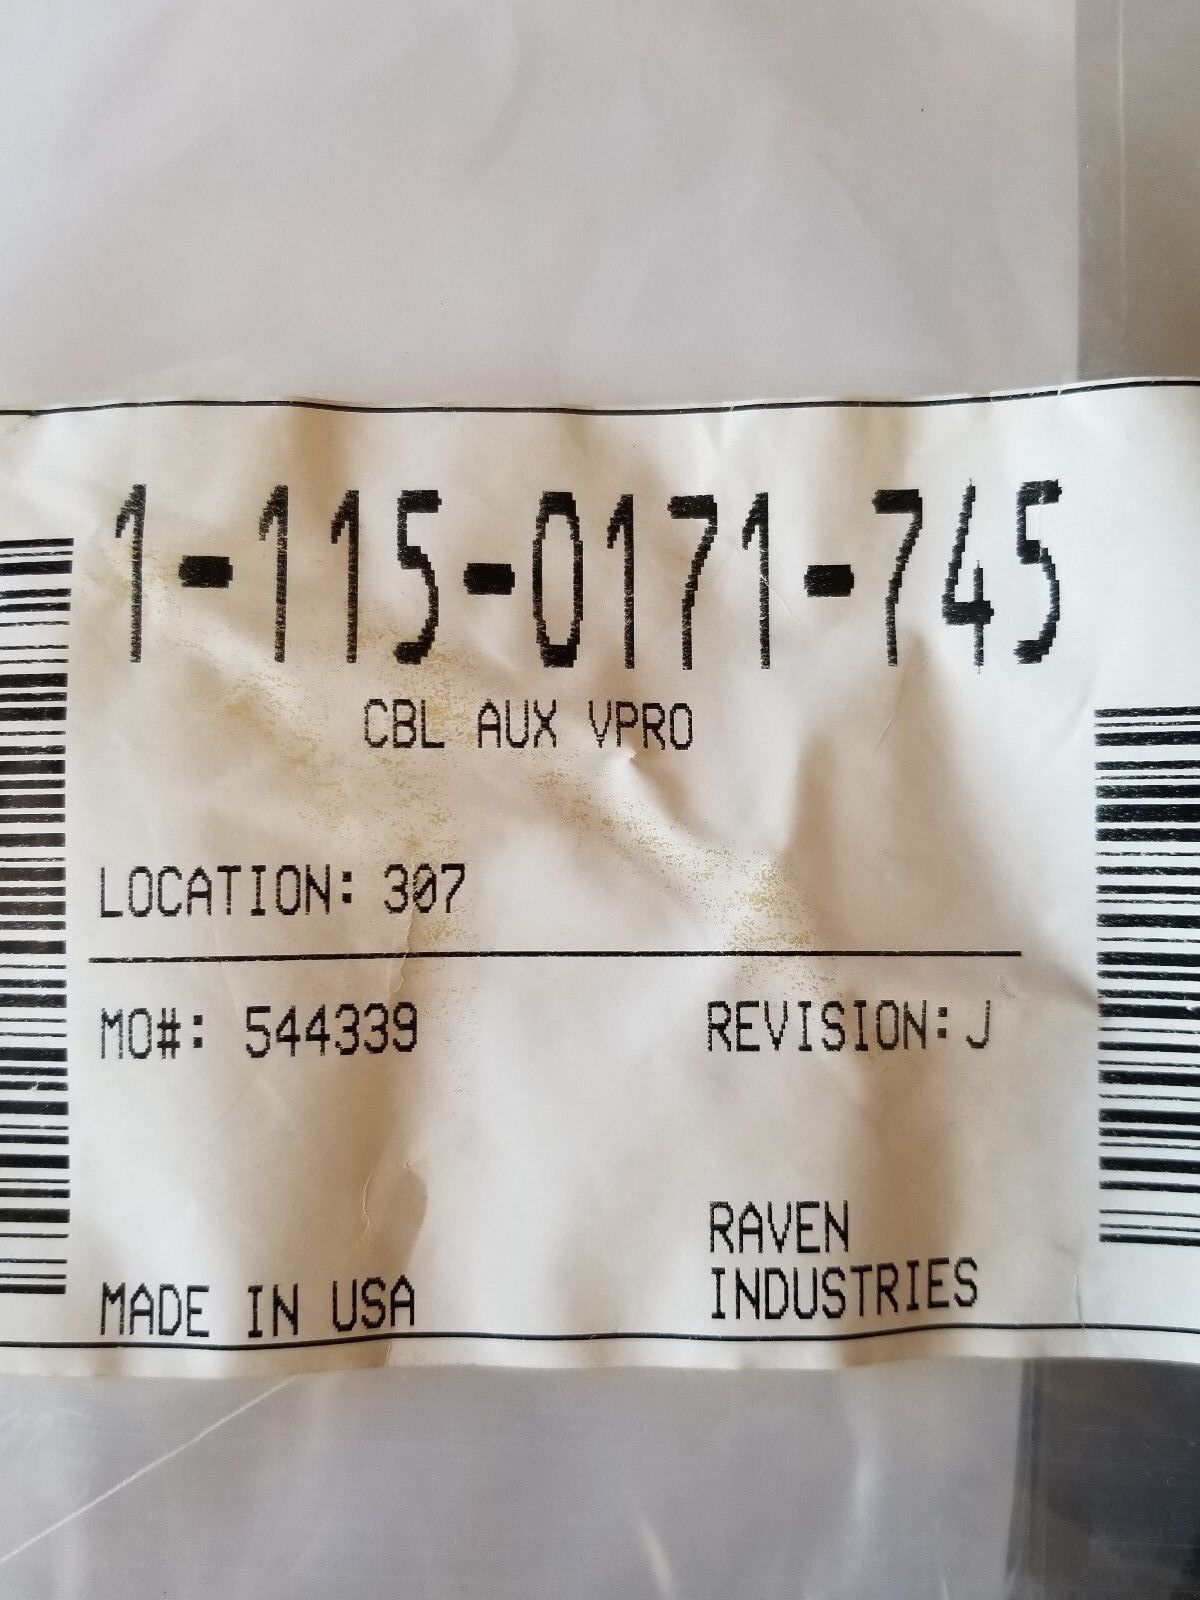 1-115-0171-745
CBL AUX VPRO
LOCATION: 307
MO#: 544339
REVISION: J
RAVEN
INDUSTRIES
MADE IN USA